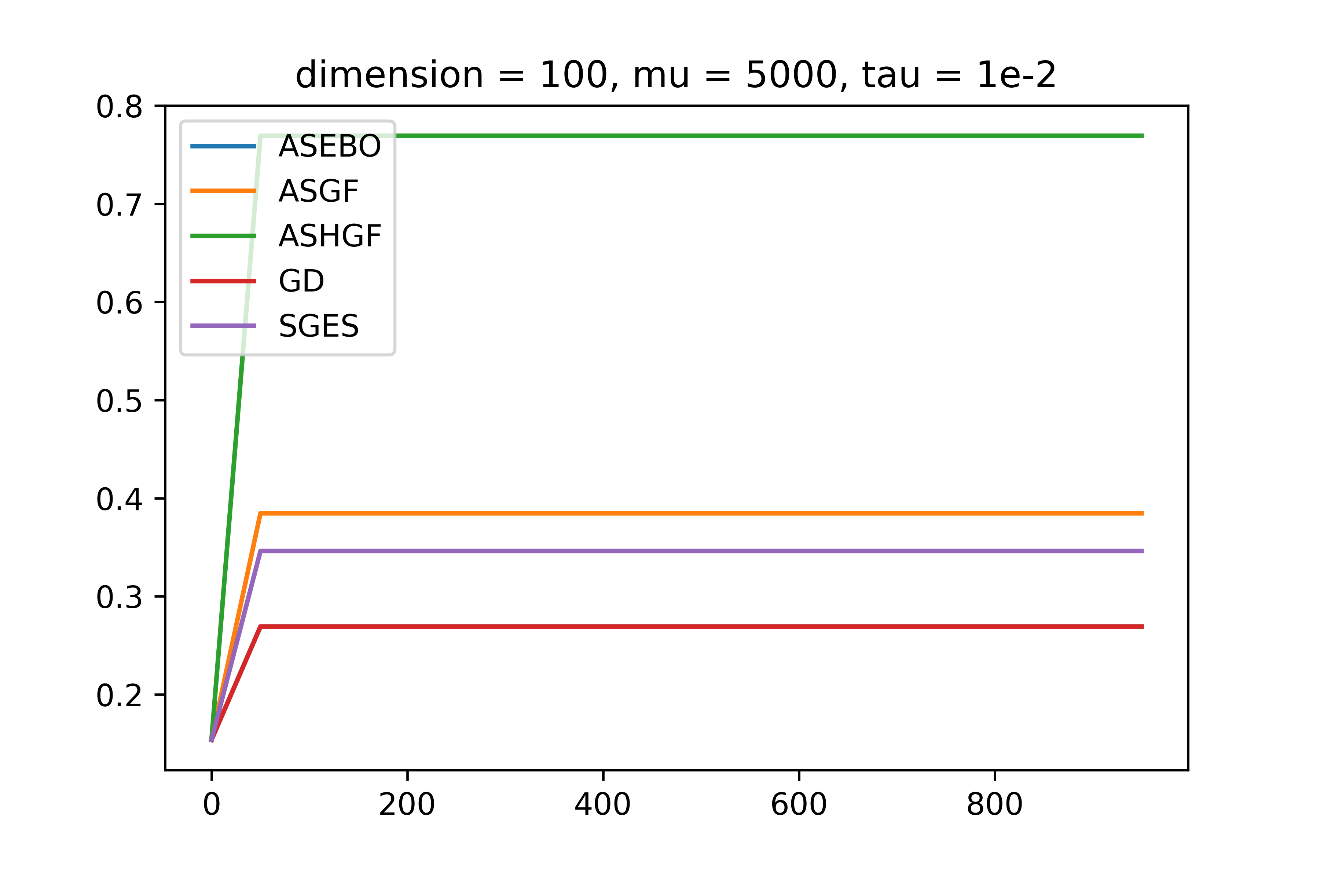 dimension = 100, mu = 5000, tau = 1e-2
0.8
0.7
0.6
0.5
0.4
0.3
0.2
ASEBO
ASGF
ASHGF
GD
SGES
0 200 400 600 800